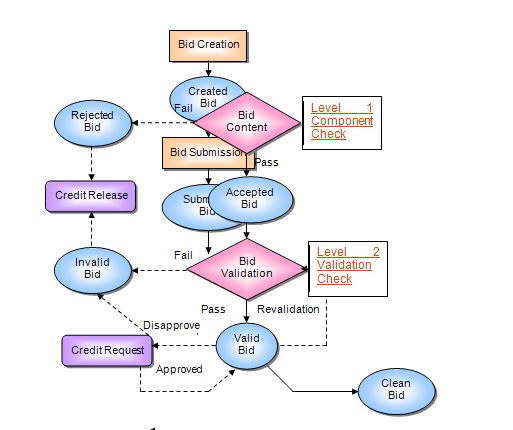 Bid Creation
Created
Bid
Fail
Rejected
Bid
Bid
Content
Level 1
Component
Check
Bid Submission
Pass
Credit Release
Bid
Accepted
Bid
Invalid
Bid
Fail
Bid
Validation
Level 2
Validation
Check
Pass
Revalidation
Disapprove
Credit Request
Valid
Bid
Approved
Clean
Bid